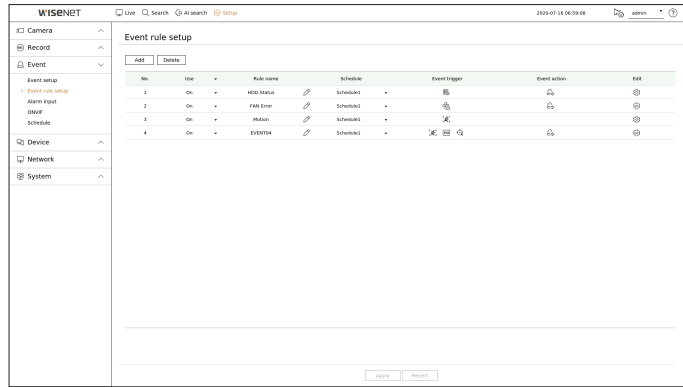 WISENET
Live Search AI search Setup 2020-07-16 06:59:08 admin
Camera
Record
Event
Event setup
Event rule setup
Alarm input
ONVIF
Schedule
Device
Network
System
Event rule setup
Add Delete
No. Use Rule name Schedule Event trigger Event action Edit
1 On HDD Status Schedule1
2 On FAN Error Schedule1
3 On Motion Schedule1
4 On EVENT04 Schedule1
Apply Revert